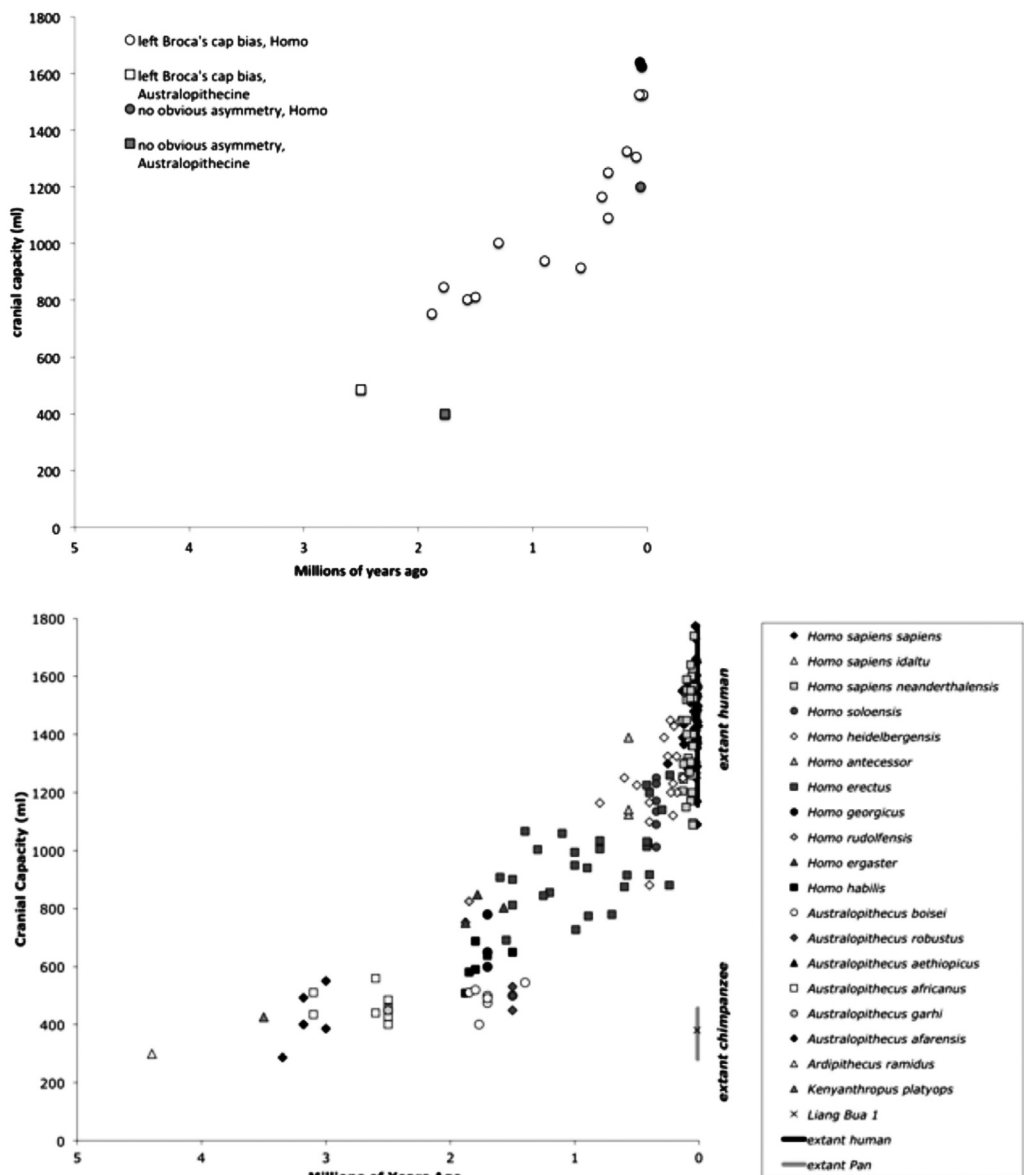 1800
1600
1400
1200
1000
800
600
400
200
0
cranial capacity (ml)
left Broca's cap bias, Homo
left Broca's cap bias,
Australopithecine
no obvious asymmetry, Homo
no obvious asymmetry,
Australopithecine
5 4 3 2 1 0
Millions of years ago
1800
1600
1400
1200
1000
800
600
400
200
0
Cranial Capacity (ml)
extant human
extant chimpanzee
5 4 3 2 1 0
Millions of Years Ago
Homo sapiens sapiens
Homo sapiens idaltu
Homo sapiens neanderthalensis
Homo soloensis
Homo heidelbergensis
Homo antecessor
Homo erectus
Homo georgicus
Homo rudolfensis
Homo ergaster
Homo habilis
Australopithecus boisei
Australopithecus robustus
Australopithecus aethiopicus
Australopithecus africanus
Australopithecus garhi
Australopithecus afarensis
Ardipithecus ramidus
Kenyanthropus platyops
Liang Bua 1
extant human
extant Pan